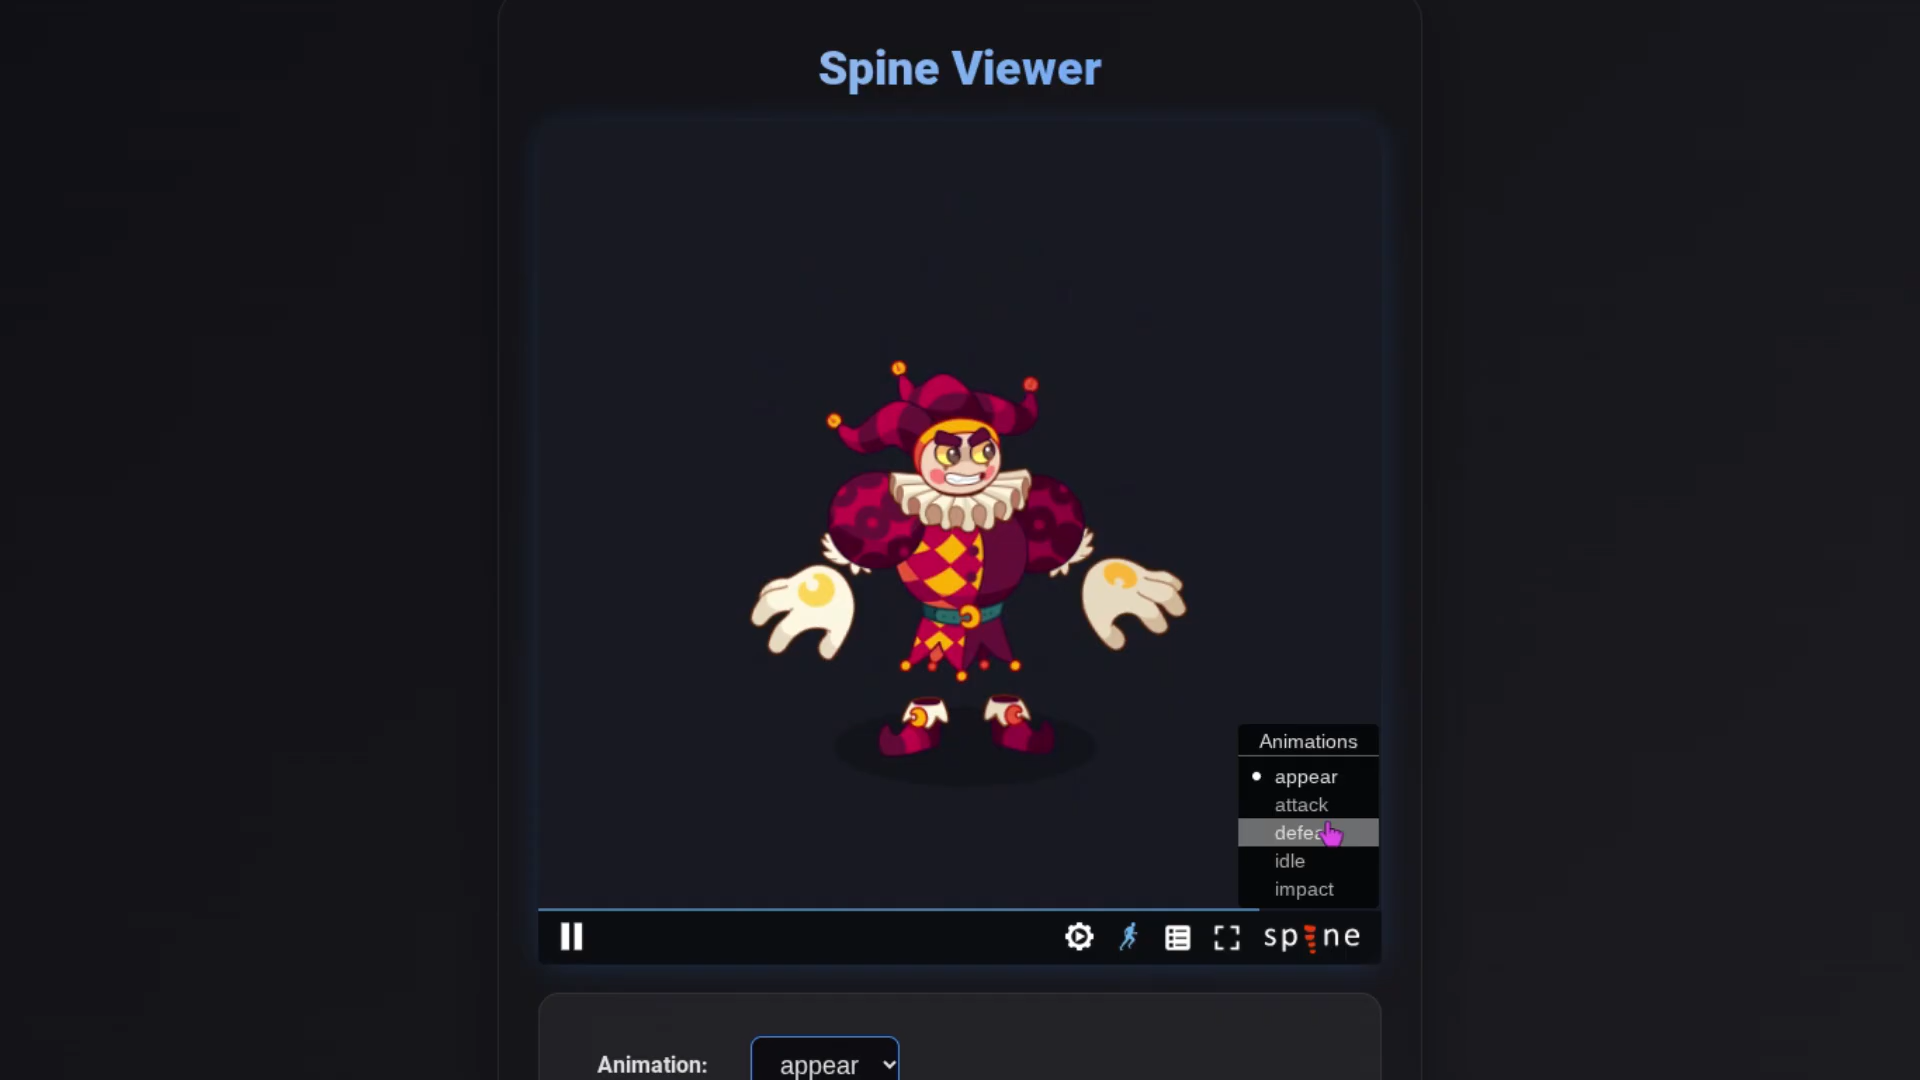 Spine Viewer
Animations
appear
attack
idle
impact
spine
Animation:
appear